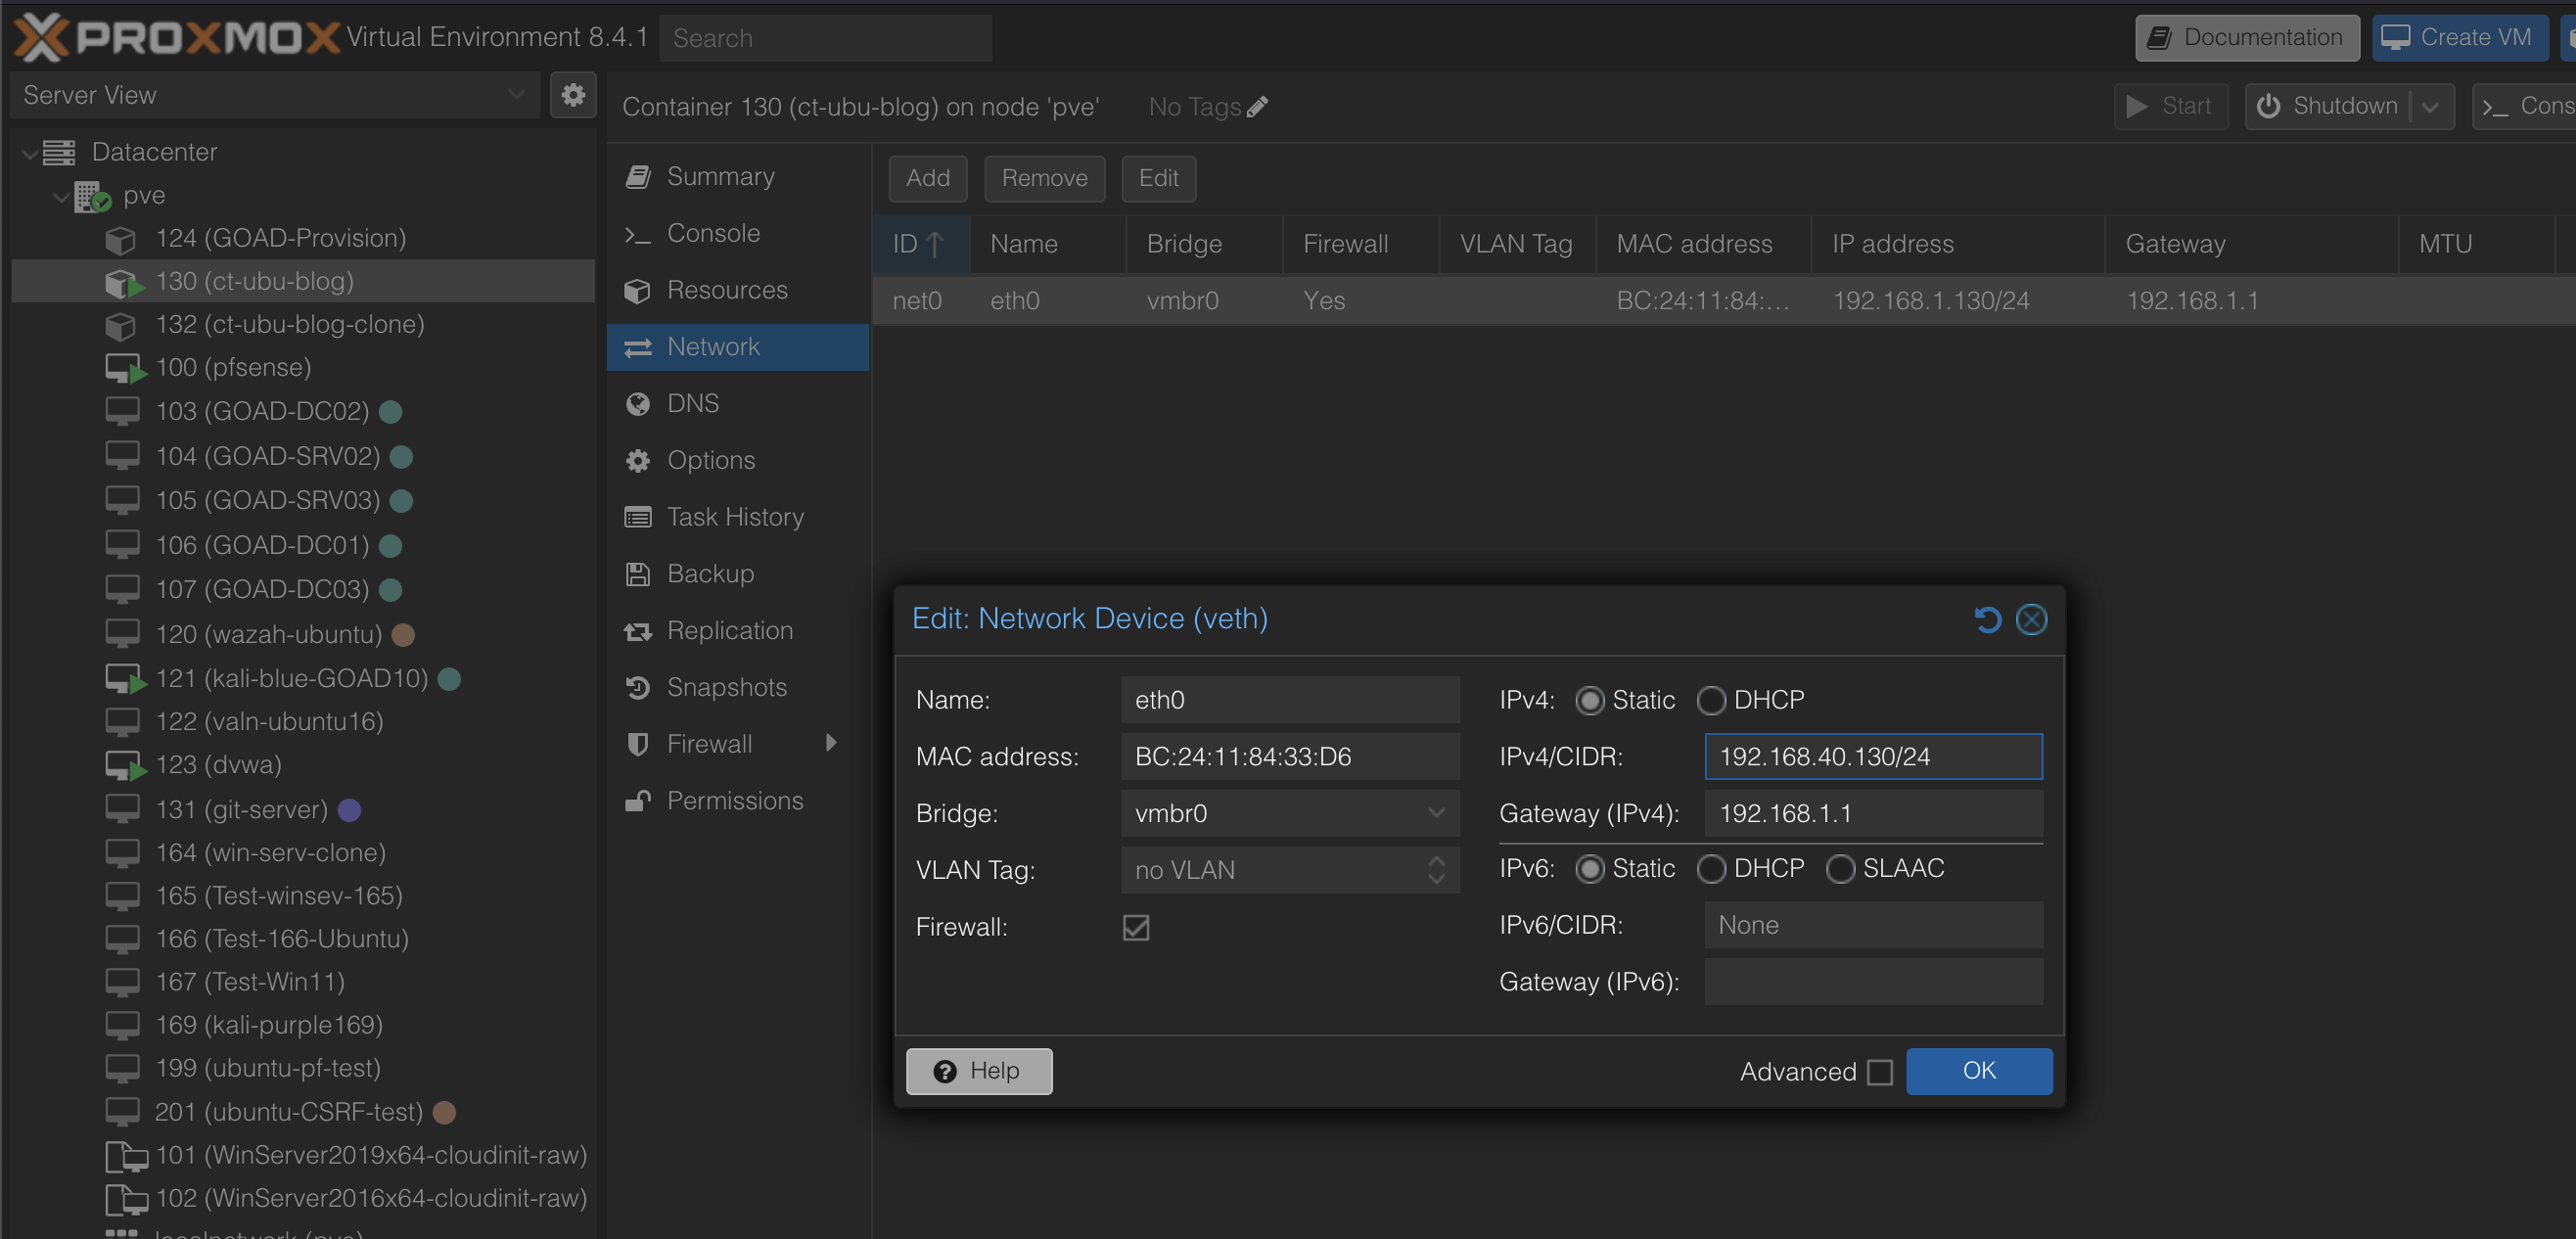 PROXMOX Virtual Environment 8.4.1 Search Documentation Create VM
Server View
Container 130 (ct-ubu-blog) on node 'pve' No Tags Start Shutdown Cons
Datacenter
pve
124 (GOAD-Provision)
130 (ct-ubu-blog)
132 (ct-ubu-blog-clone)
100 (pfsense)
103 (GOAD-DC02)
104 (GOAD-SRV02)
105 (GOAD-SRV03)
106 (GOAD-DC01)
107 (GOAD-DC03)
120 (wazah-ubuntu)
121 (kali-blue-GOAD10)
122 (valn-ubuntu16)
123 (dvwa)
131 (git-server)
164 (win-serv-clone)
165 (Test-winsev-165)
166 (Test-166-Ubuntu)
167 (Test-Win11)
169 (kali-purple169)
199 (ubuntu-pf-test)
201 (ubuntu-CSRF-test)
101 (WinServer2019x64-cloudinit-raw)
102 (WinServer2016x64-cloudinit-raw)
localnetwork (pve)
Summary
Console
Resources
Network
DNS
Options
Task History
Backup
Replication
Snapshots
Firewall
Permissions
Add Remove Edit
ID Name Bridge Firewall VLAN Tag MAC address IP address Gateway MTU
net0 eth0 vmbr0 Yes BC:24:11:84:... 192.168.1.130/24 192.168.1.1
Edit: Network Device (veth)
Name: eth0
MAC address: BC:24:11:84:33:D6
Bridge: vmbr0
VLAN Tag: no VLAN
Firewall:
IPv4: Static DHCP
IPv4/CIDR: 192.168.40.130/24
Gateway (IPv4): 192.168.1.1
IPv6: Static DHCP SLAAC
IPv6/CIDR: None
Gateway (IPv6):
Help Advanced OK